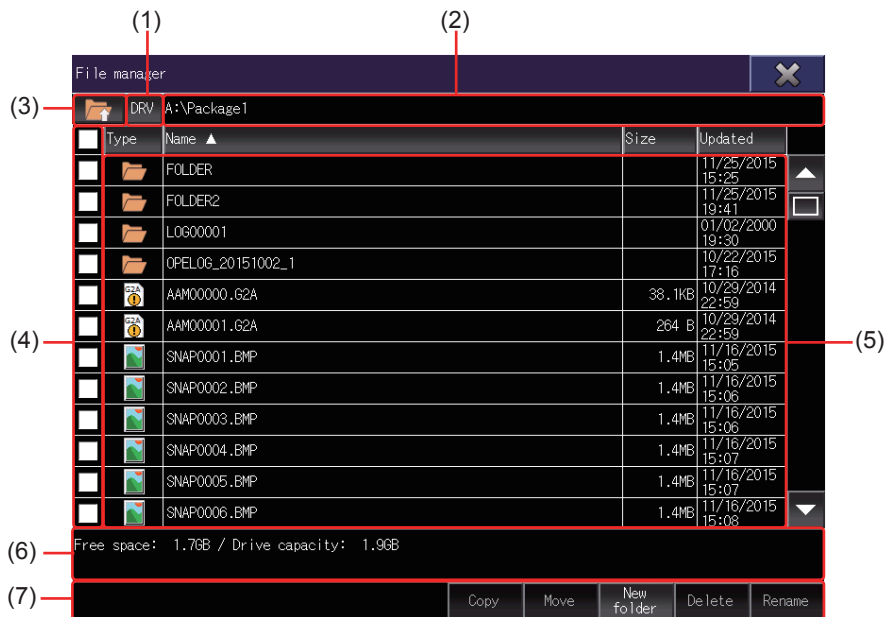 (1)
(2)
File manager
(3)
DRV A:\Package1
Type Name ▲ Size Updated
FOLDER 11/25/2015 15:25
FOLDER2 11/25/2015 19:41
LOG00001 01/02/2000 19:30
OPELOG_20151002_1 10/22/2015 17:16
G2A AAM00000.G2A 38.1KB 10/29/2014 22:59
G2A AAM00001.G2A 264 B 10/29/2014 22:59
(4)
(5)
SNAP0001.BMP 1.4MB 11/16/2015 15:05
SNAP0002.BMP 1.4MB 11/16/2015 15:06
SNAP0003.BMP 1.4MB 11/16/2015 15:06
SNAP0004.BMP 1.4MB 11/16/2015 15:07
SNAP0005.BMP 1.4MB 11/16/2015 15:07
SNAP0006.BMP 1.4MB 11/16/2015 15:08
(6)
Free space: 1.7GB / Drive capacity: 1.9GB
(7)
Copy Move New folder Delete Rename